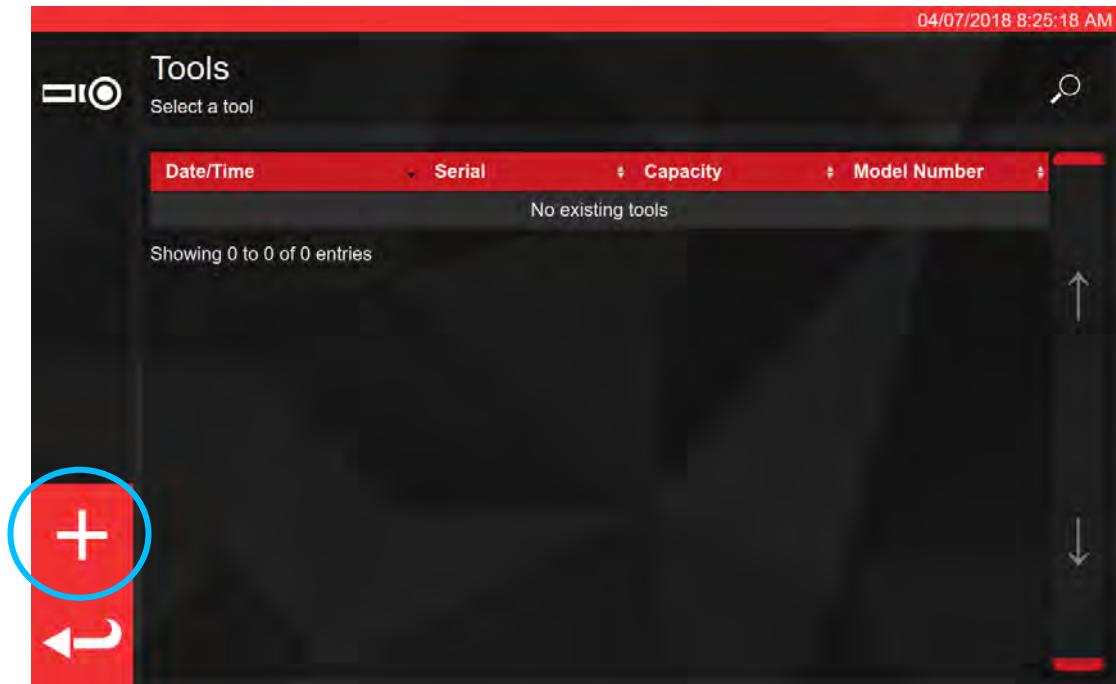 04/07/2018 8:25:18 AM
Tools
Select a tool
Date/Time Serial Capacity Model Number
No existing tools
Showing 0 to 0 of 0 entries